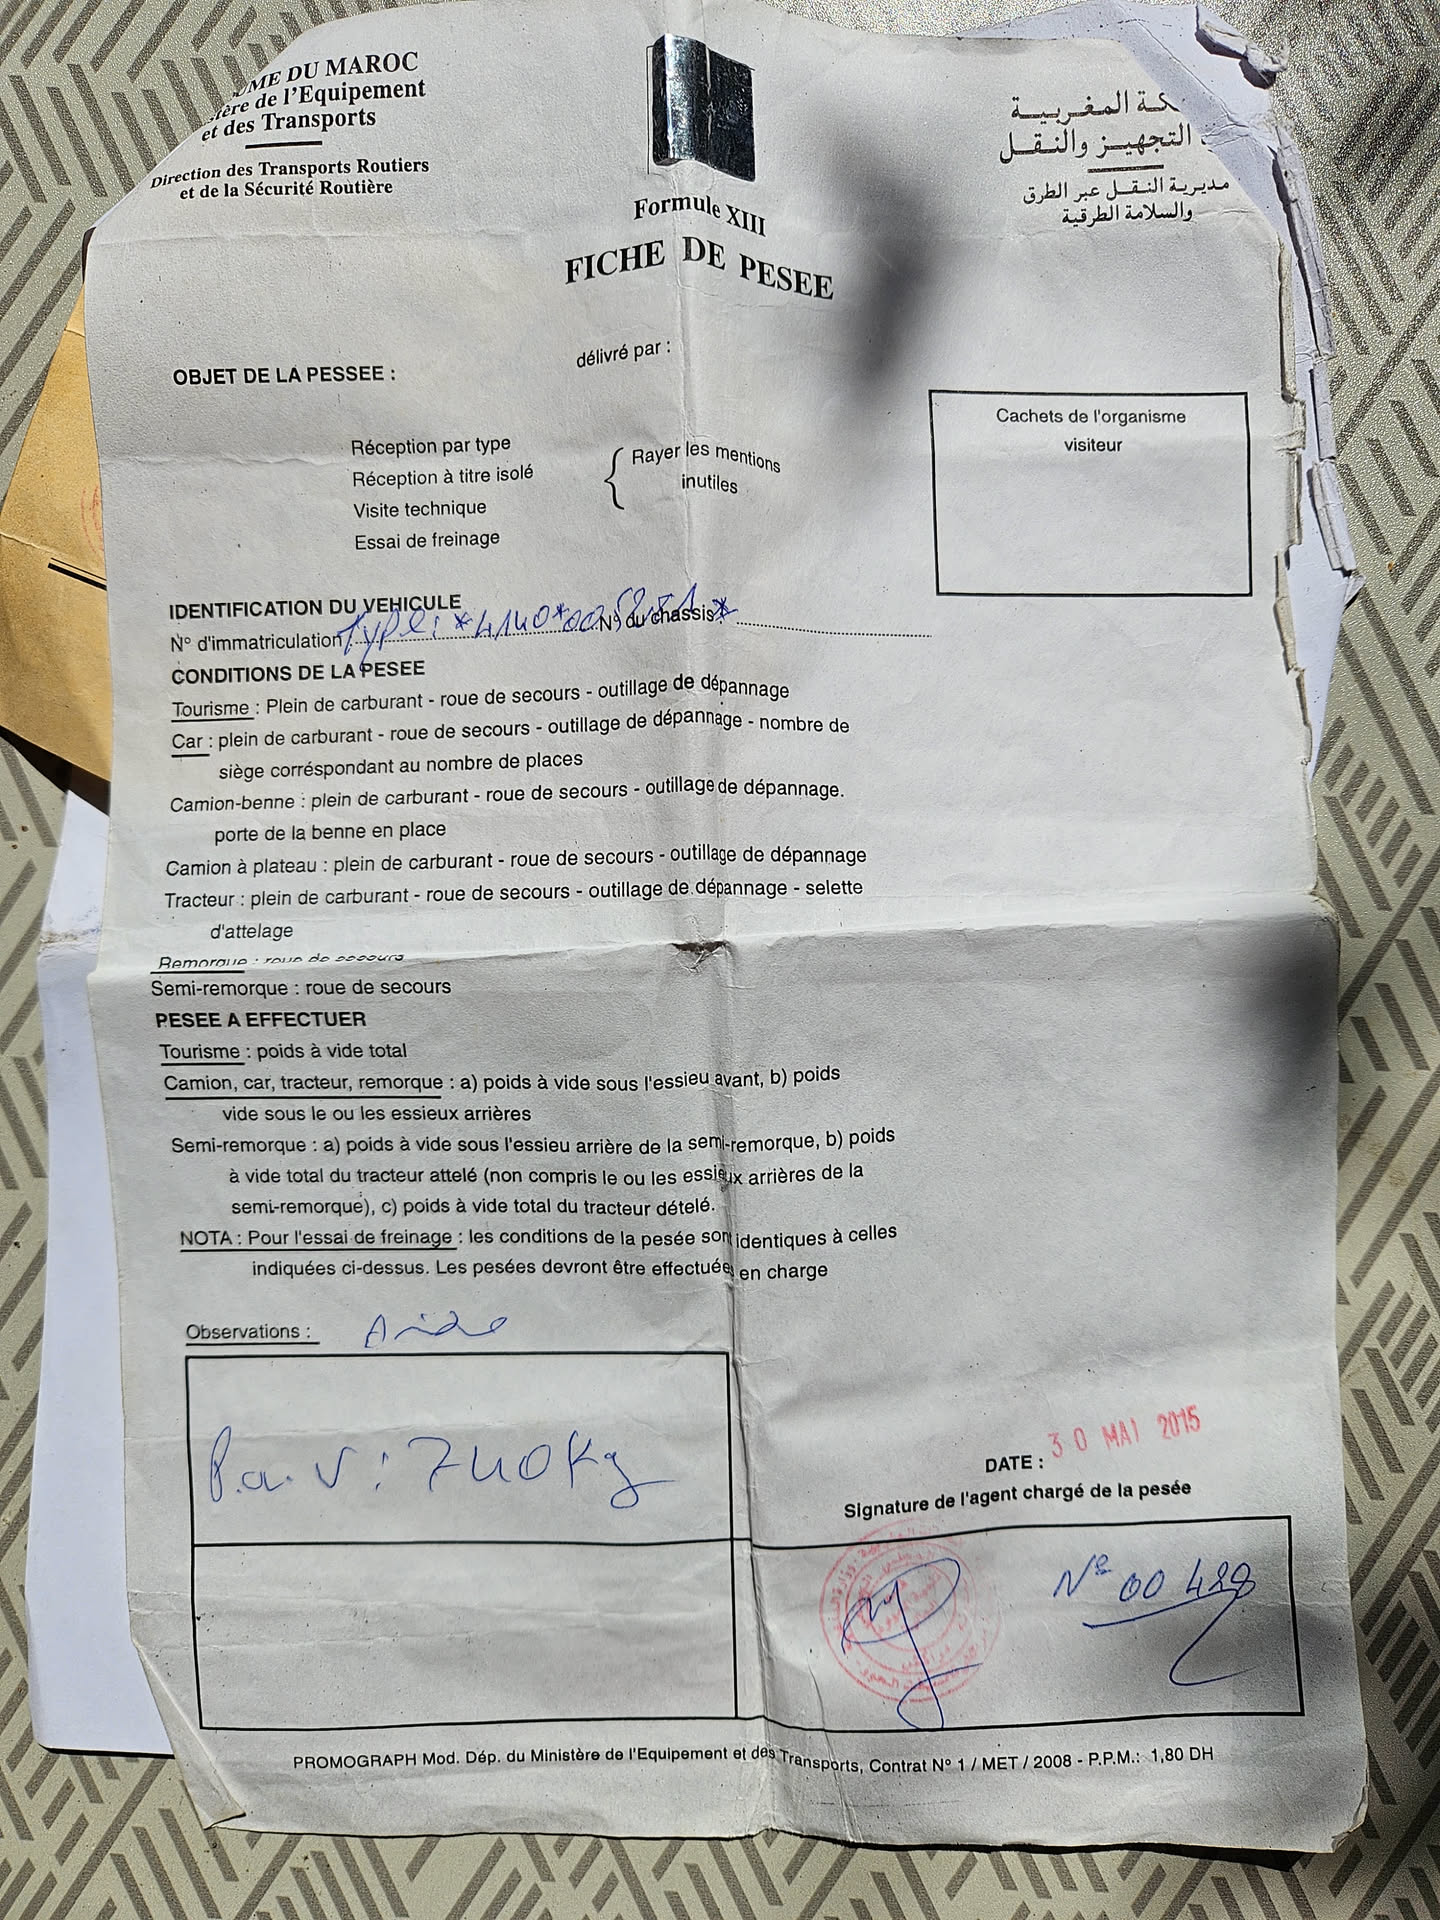 UME DU MAROC
ère de l'Equipement
et des Transports
Direction des Transports Routiers
et de la Sécurité Routière
كة المغربية
التجهيز والنقل
مديرية النقل عبر الطرق
والسلامة الطرقية
Formule XIII
FICHE DE PESEE
délivré par :
OBJET DE LA PESSEE :
Réception par type
Réception à titre isolé
Visite technique
Essai de freinage
Rayer les mentions
inutiles
Cachets de l'organisme
visiteur
IDENTIFICATION DU VEHICULE
N° d'immatriculation Type : *4140*00 N° du chassis *
CONDITIONS DE LA PESEE
Tourisme : Plein de carburant - roue de secours - outillage de dépannage
Car : plein de carburant - roue de secours - outillage de dépannage - nombre de
siège corréspondant au nombre de places
Camion-benne : plein de carburant - roue de secours - outillage de dépannage.
porte de la benne en place
Camion à plateau : plein de carburant - roue de secours - outillage de dépannage
Tracteur : plein de carburant - roue de secours - outillage de dépannage - selette
d'attelage
Remorque : roue de secours
Semi-remorque : roue de secours
PESEE A EFFECTUER
Tourisme : poids à vide total
Camion, car, tracteur, remorque : a) poids à vide sous l'essieu avant, b) poids
vide sous le ou les essieux arrières
Semi-remorque : a) poids à vide sous l'essieu arrière de la semi-remorque, b) poids
à vide total du tracteur attelé (non compris le ou les essieux arrières de la
semi-remorque), c) poids à vide total du tracteur dételé.
NOTA : Pour l'essai de freinage : les conditions de la pesée sont identiques à celles
indiquées ci-dessus. Les pesées devront être effectuées en charge
Observations :
P.a.V : 740Kg
DATE : 30 MAI 2015
Signature de l'agent chargé de la pesée
N° 00 428
PROMOGRAPH Mod. Dép. du Ministère de l'Equipement et des Transports, Contrat N° 1 / MET / 2008 - P.P.M.: 1,80 DH